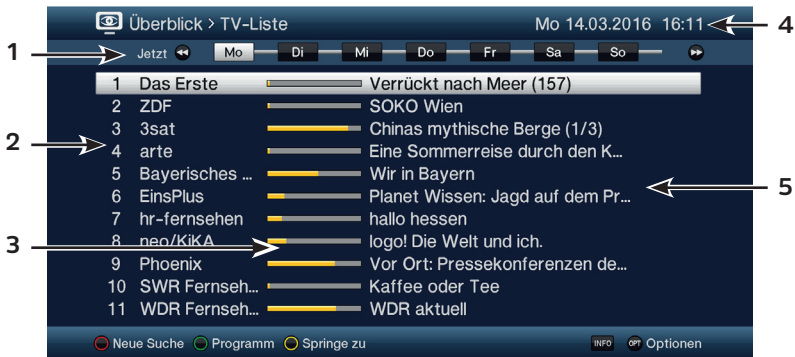 Überblick > TV-Liste Mo 14.03.2016 16:11 4
1 Jetzt Mo Di Mi Do Fr Sa So
1 Das Erste Verrückt nach Meer (157)
2 ZDF SOKO Wien
3 3sat Chinas mythische Berge (1/3)
2
4 arte Eine Sommerreise durch den K...
5 Bayerisches ... Wir in Bayern
5
6 EinsPlus Planet Wissen: Jagd auf dem Pr...
7 hr-fernsehen hallo hessen
3
8 neo/KiKA logo! Die Welt und ich.
9 Phoenix Vor Ort: Pressekonferenzen de...
10 SWR Fernseh... Kaffee oder Tee
11 WDR Fernseh... WDR aktuell
Neue Suche Programm Springe zu INFO OPT Optionen